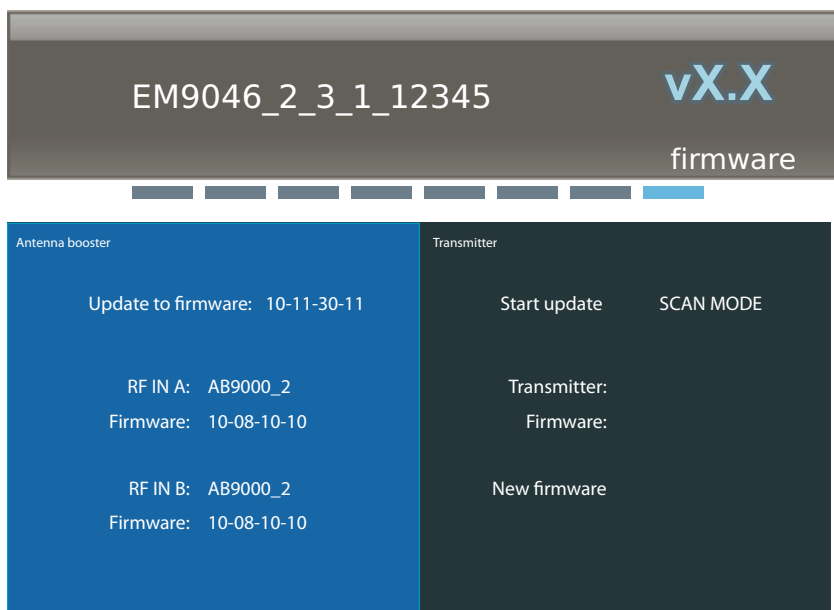 EM9046_2_3_1_12345
vX.X
firmware
Antenna booster
Update to firmware: 10-11-30-11
RF IN A: AB9000_2
Firmware: 10-08-10-10
RF IN B: AB9000_2
Firmware: 10-08-10-10
Transmitter
Start update SCAN MODE
Transmitter:
Firmware:
New firmware